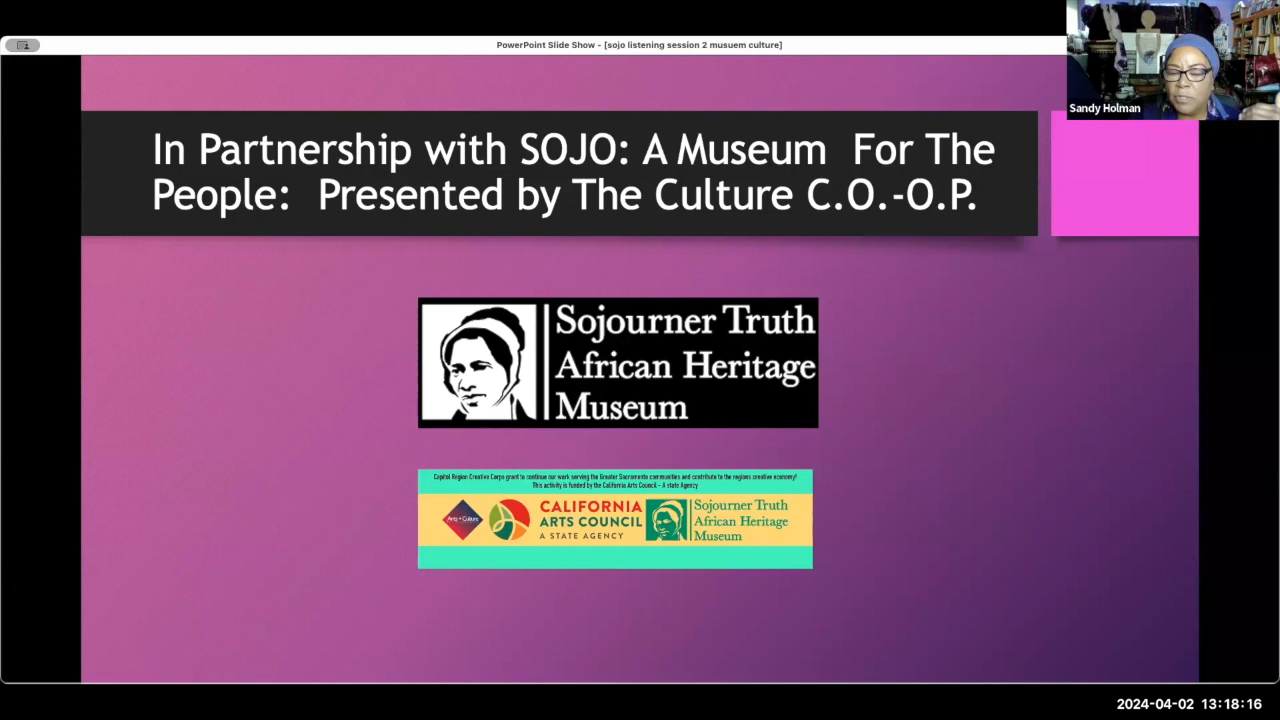 PowerPoint Slide Show - [sojo listening session 2 musuem culture]
Sandy Holman
In Partnership with SOJO: A Museum  For The
People:  Presented by The Culture C.O.-O.P.
Sojourner Truth
African Heritage
Museum
Capitol Region Creative Corps grant to continue our work serving the Greater Sacramento communities and contribute to the regions creative economy!
This activity is funded by the California Arts Council - A state Agency
Arts + Culture
CALIFORNIA
ARTS COUNCIL
A STATE AGENCY
Sojourner Truth
African Heritage
Museum
2024-04-02 13:18:16